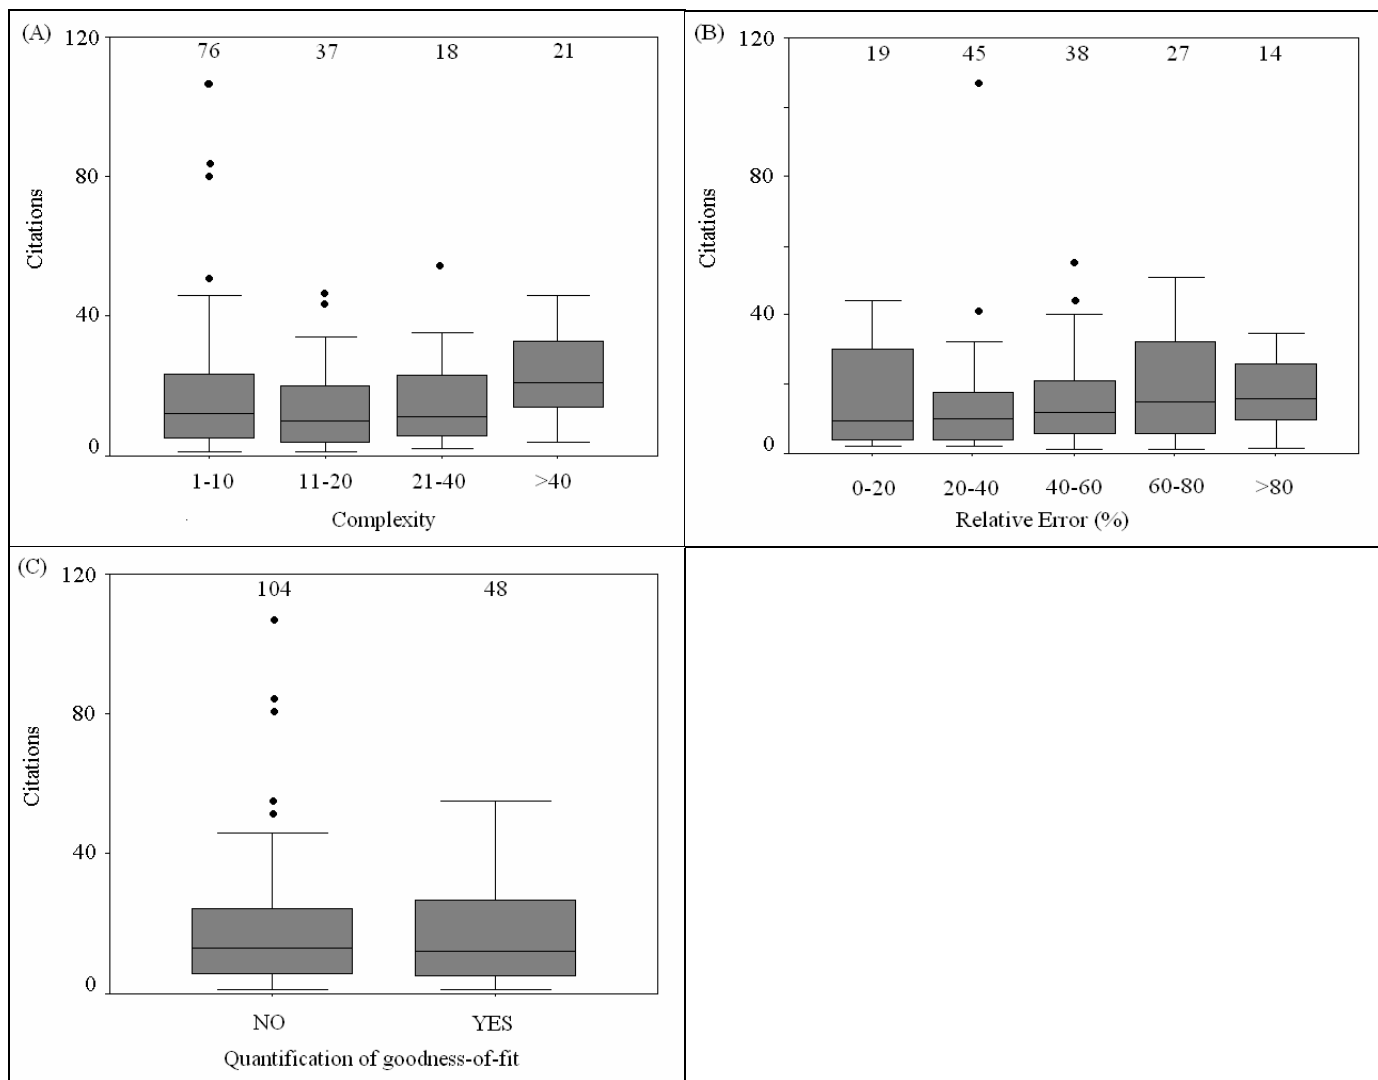 (A)
120
76 37 18 21
80
40
0
Citations
1-10 11-20 21-40 >40
Complexity
(B)
120
19 45 38 27 14
80
40
0
Citations
0-20 20-40 40-60 60-80 >80
Relative Error (%)
(C)
120
104 48
80
40
0
Citations
NO YES
Quantification of goodness-of-fit